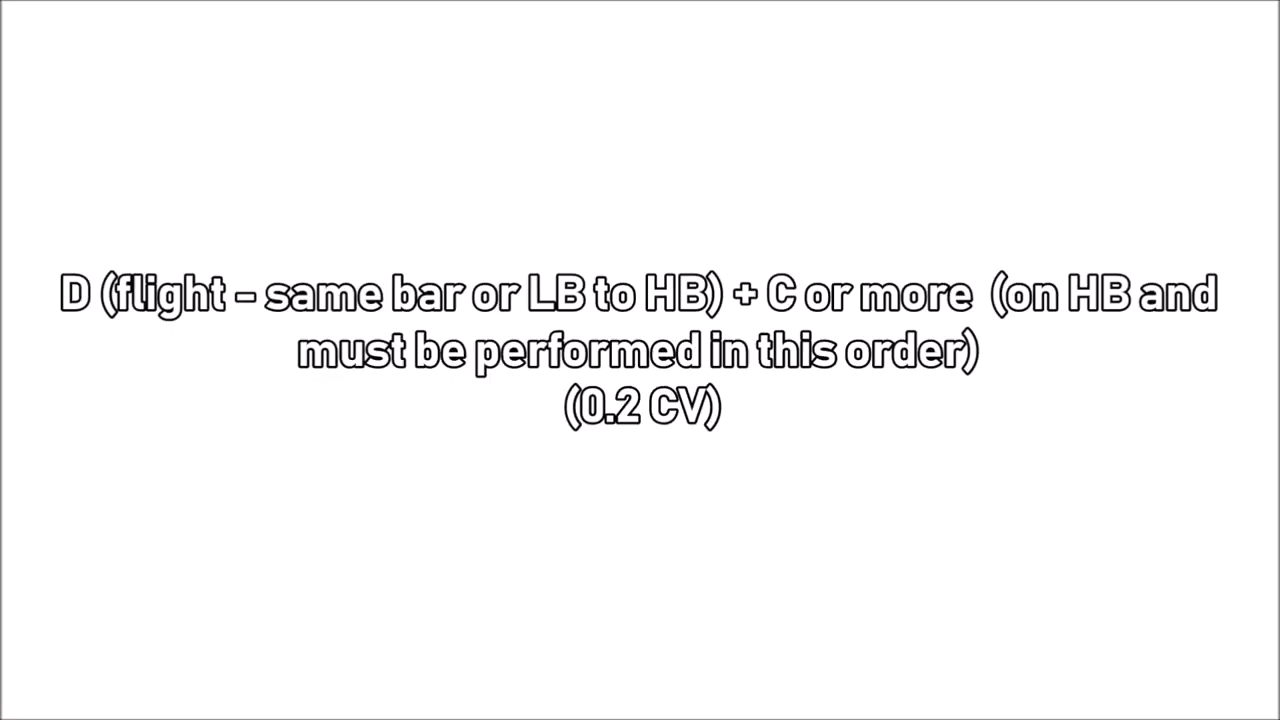 D (flight - same bar or LB to HB) + C or more  (on HB and
must be performed in this order)
(0.2 CV)